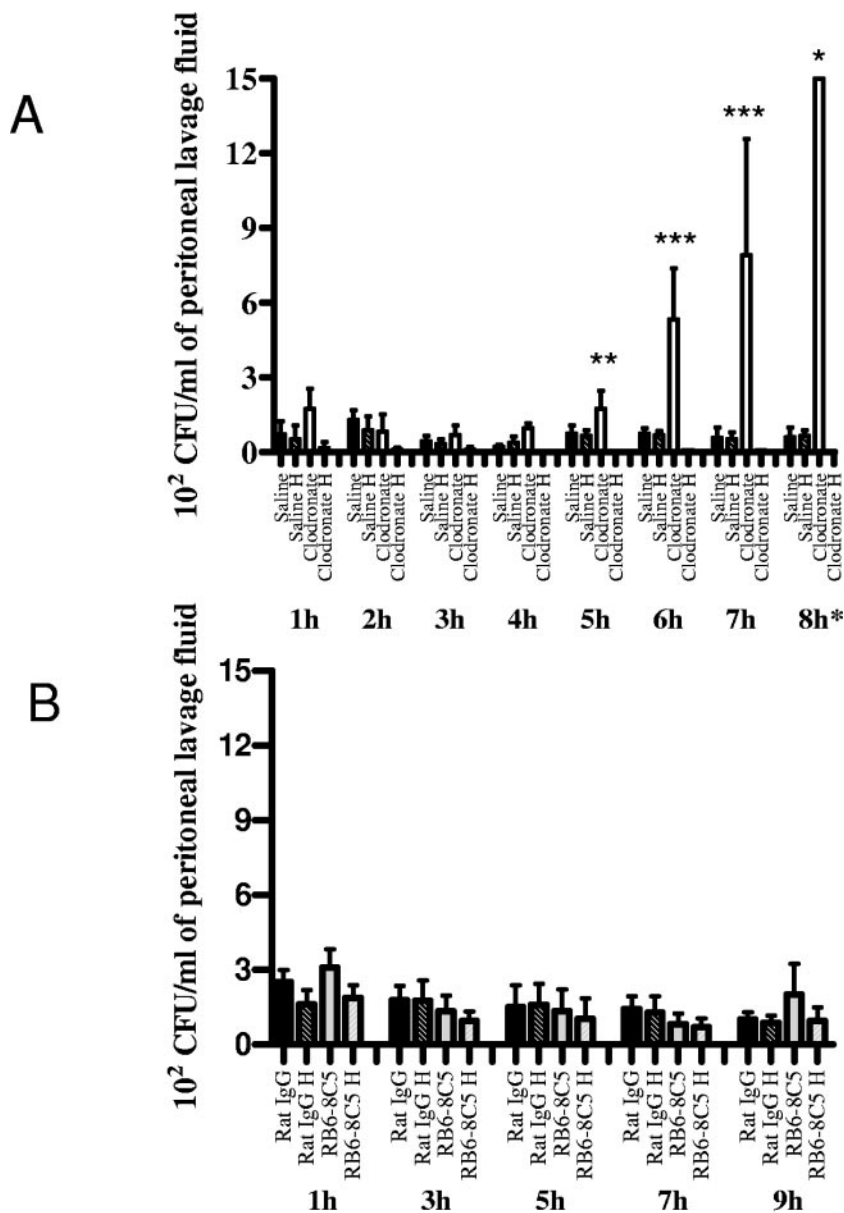 A
10² CFU/ml of peritoneal lavage fluid
15
12
9
6
3
0
**
***
***
*
Saline
Saline H
Clodronate
Clodronate H
Saline
Saline H
Clodronate
Clodronate H
Saline
Saline H
Clodronate
Clodronate H
Saline
Saline H
Clodronate
Clodronate H
Saline
Saline H
Clodronate
Clodronate H
Saline
Saline H
Clodronate
Clodronate H
Saline
Saline H
Clodronate
Clodronate H
Saline
Saline H
Clodronate
Clodronate H
1h 2h 3h 4h 5h 6h 7h 8h*
B
10² CFU/ml of peritoneal lavage fluid
15
12
9
6
3
0
Rat IgG
Rat IgG H
RB6-8C5
RB6-8C5 H
Rat IgG
Rat IgG H
RB6-8C5
RB6-8C5 H
Rat IgG
Rat IgG H
RB6-8C5
RB6-8C5 H
Rat IgG
Rat IgG H
RB6-8C5
RB6-8C5 H
Rat IgG
Rat IgG H
RB6-8C5
RB6-8C5 H
1h 3h 5h 7h 9h